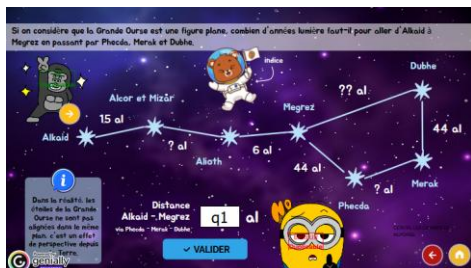 Si on considère que la Grande Ourse est une figure plane, combien d'années lumière faut-il pour aller d'Alkaid à
Megrez en passant par Phecda, Merak et Dubhe.
indice
Dubhe
?? al
Alcor et Mizar
Megrez
15 al
Alkaid
44 al
? al
6 al
Alioth
44 al
? al
Merak
Phecda
i
Dans la réalité, les
étoiles de la Grande
Ourse ne sont pas
alignées dans le même
plan, c'est un effet
de perspective depuis
Terre.
Distance
Alkaid - Megrez
via Phecda - Merak - Dubhe
q1
al
NO
✓ VALIDER
genially